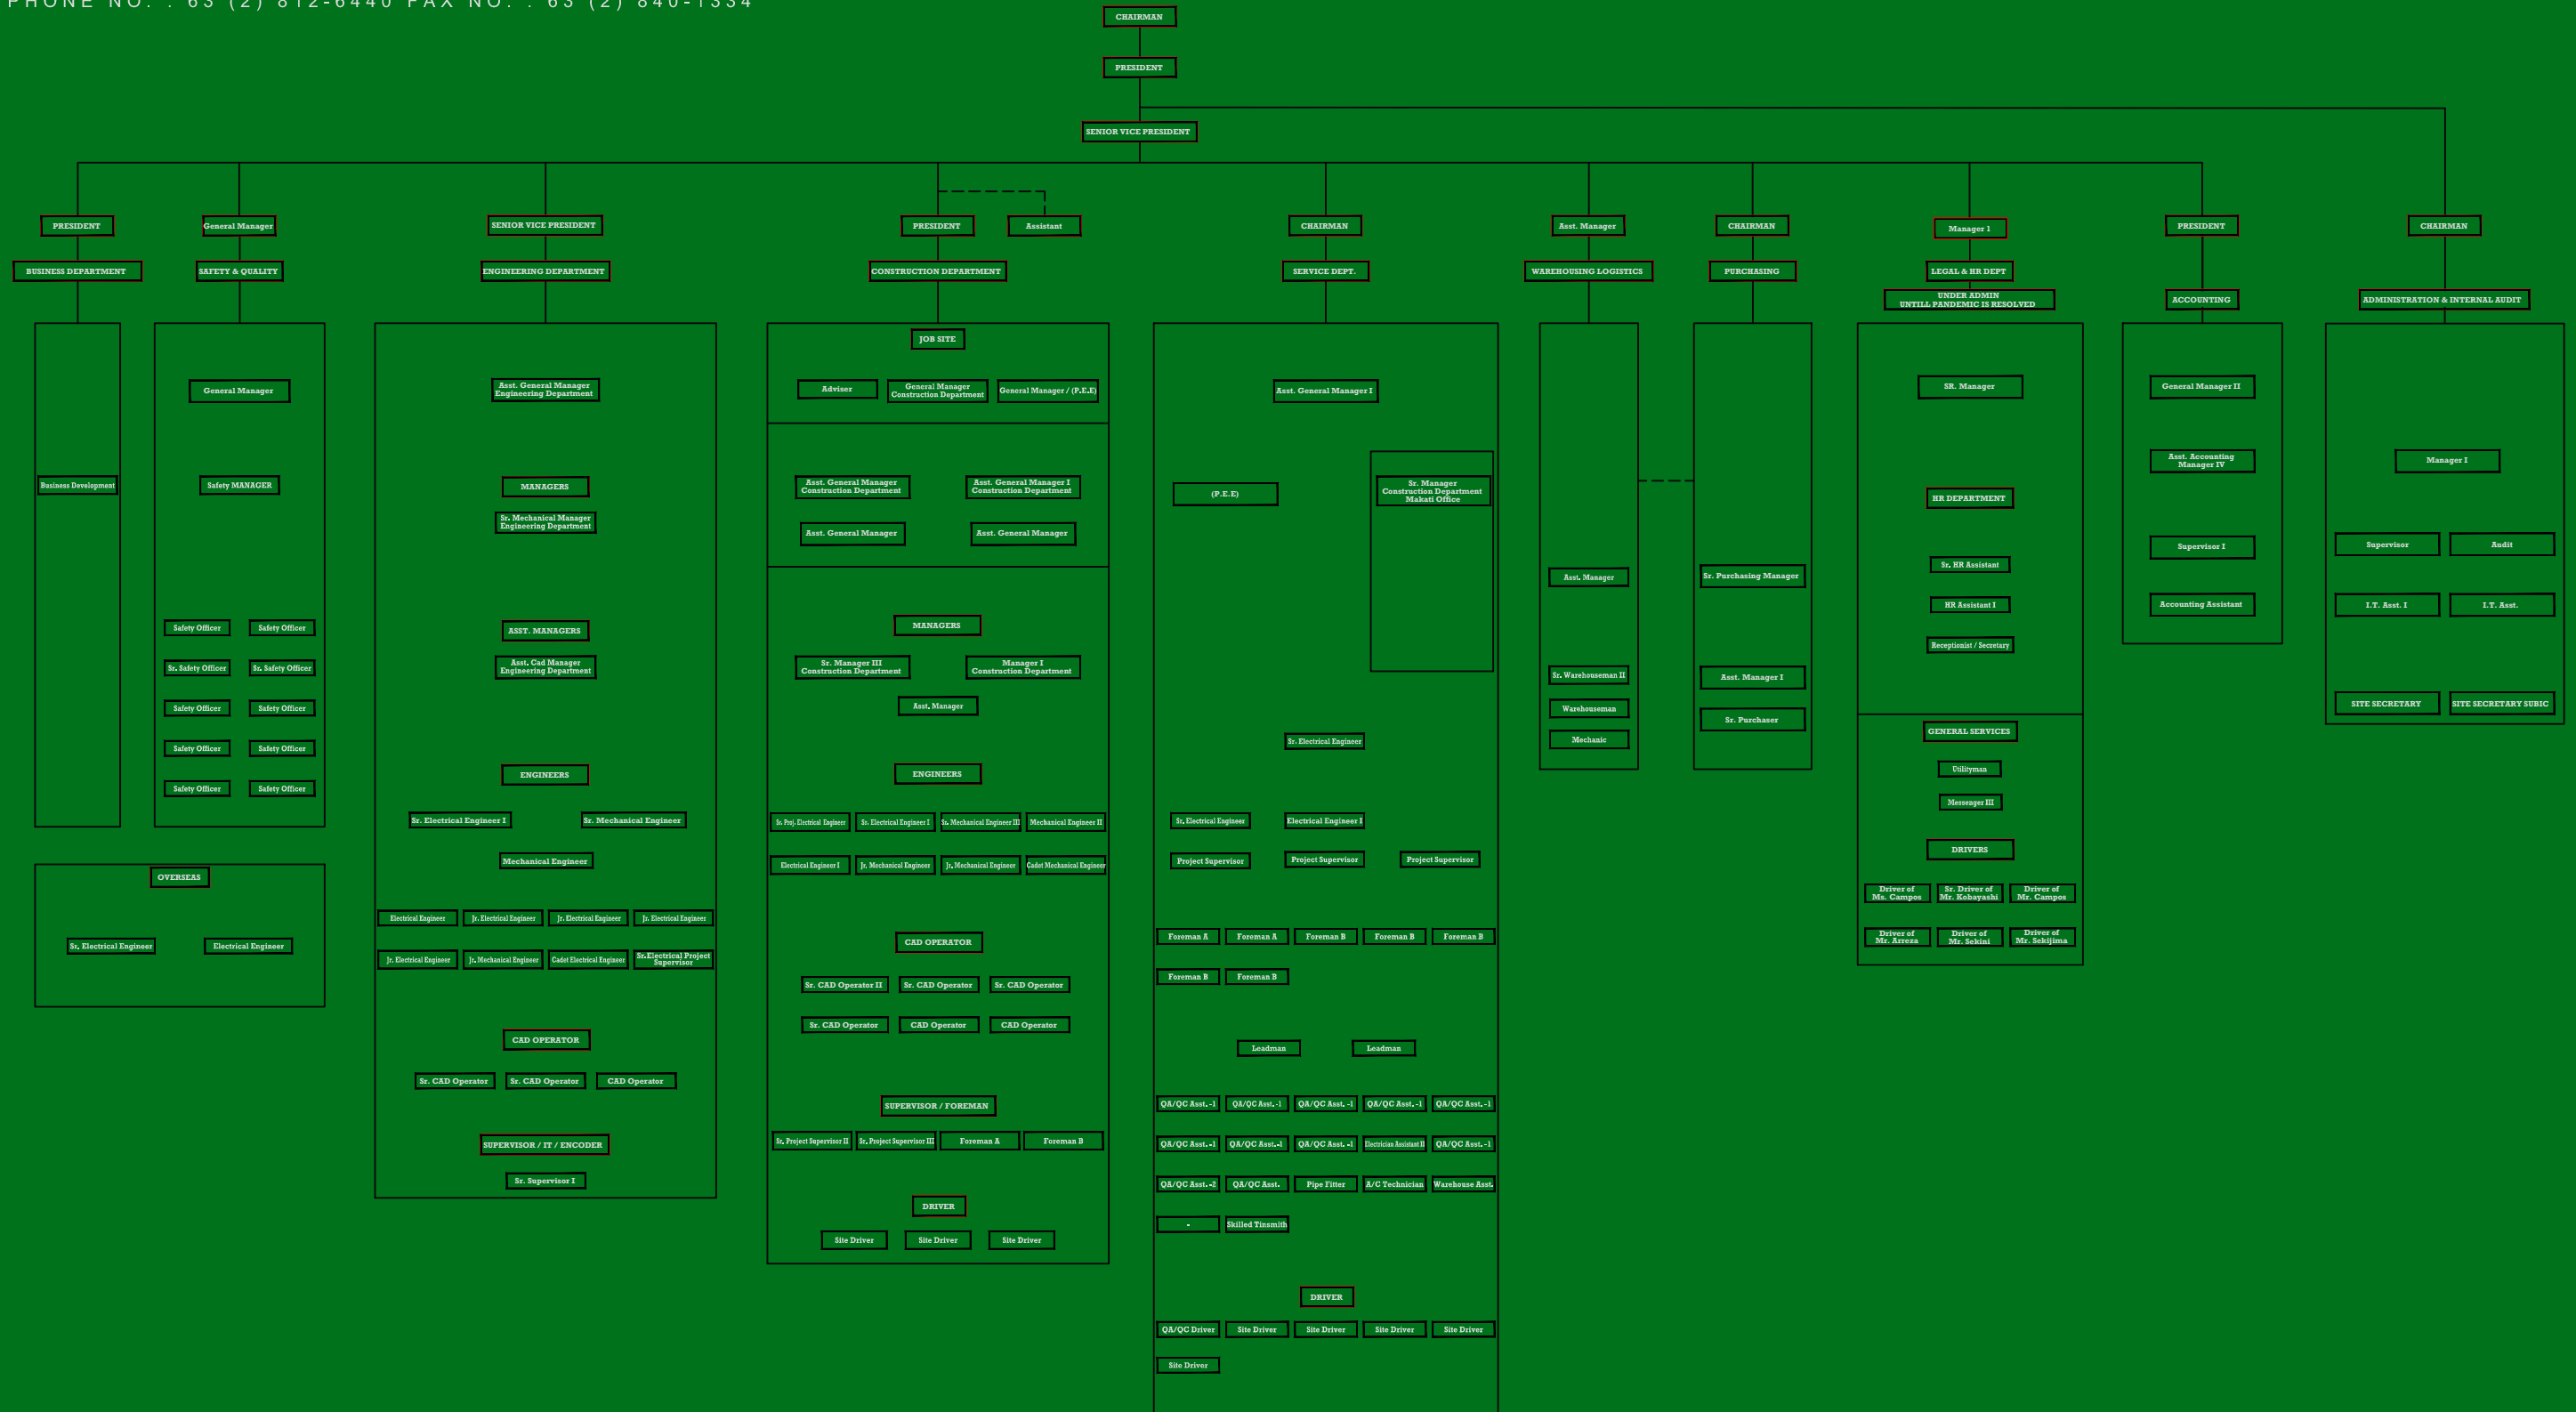 PHONE NO. : 63 (2) 812-6440 FAX NO. : 63 (2) 840-1334
CHAIRMAN
PRESIDENT
SENIOR VICE PRESIDENT
PRESIDENT
BUSINESS DEPARTMENT
Business Development
General Manager
SAFETY & QUALITY
General Manager
Safety MANAGER
Safety Officer
Safety Officer
Sr. Safety Officer
Sr. Safety Officer
Safety Officer
Safety Officer
Safety Officer
Safety Officer
Safety Officer
Safety Officer
OVERSEAS
Sr. Electrical Engineer
Electrical Engineer
SENIOR VICE PRESIDENT
ENGINEERING DEPARTMENT
Asst. General Manager
Engineering Department
MANAGERS
Sr. Mechanical Manager
Engineering Department
ASST. MANAGERS
Asst. Cad Manager
Engineering Department
ENGINEERS
Sr. Electrical Engineer I
Sr. Mechanical Engineer
Mechanical Engineer
Electrical Engineer
Jr. Electrical Engineer
Jr. Electrical Engineer
Jr. Electrical Engineer
Jr. Electrical Engineer
Jr. Mechanical Engineer
Cadet Electrical Engineer
Sr.Electrical Project
Supervisor
CAD OPERATOR
Sr. CAD Operator
Sr. CAD Operator
CAD Operator
SUPERVISOR / IT / ENCODER
Sr. Supervisor I
PRESIDENT
Assistant
CONSTRUCTION DEPARTMENT
JOB SITE
Adviser
General Manager
Construction Department
General Manager / (P.E.E)
Asst. General Manager
Construction Department
Asst. General Manager I
Construction Department
Asst. General Manager
Asst. General Manager
MANAGERS
Sr. Manager III
Construction Department
Manager I
Construction Department
Asst. Manager
ENGINEERS
Sr. Proj. Electrical Engineer
Sr. Electrical Engineer I
Sr. Mechanical Engineer III
Mechanical Engineer II
Electrical Engineer I
Jr. Mechanical Engineer
Jr. Mechanical Engineer
Cadet Mechanical Engineer
CAD OPERATOR
Sr. CAD Operator II
Sr. CAD Operator
Sr. CAD Operator
Sr. CAD Operator
CAD Operator
CAD Operator
SUPERVISOR / FOREMAN
Sr. Project Supervisor II
Sr. Project Supervisor III
Foreman A
Foreman B
DRIVER
Site Driver
Site Driver
Site Driver
CHAIRMAN
SERVICE DEPT.
Asst. General Manager I
(P.E.E)
Sr. Manager
Construction Department
Makati Office
Sr. Electrical Engineer
Sr. Electrical Engineer
Electrical Engineer I
Project Supervisor
Project Supervisor
Project Supervisor
Foreman A
Foreman A
Foreman B
Foreman B
Foreman B
Foreman B
Foreman B
Leadman
Leadman
QA/QC Asst. -1
QA/QC Asst. -1
QA/QC Asst. -1
QA/QC Asst. -1
QA/QC Asst. -1
QA/QC Asst. -1
QA/QC Asst.-1
QA/QC Asst. -1
Electrician Assistant II
QA/QC Asst. -1
QA/QC Asst. -2
QA/QC Asst.
Pipe Fitter
A/C Technician
Warehouse Asst.
-
Skilled Tinsmith
DRIVER
QA/QC Driver
Site Driver
Site Driver
Site Driver
Site Driver
Site Driver
Asst. Manager
WAREHOUSING LOGISTICS
Asst. Manager
Sr. Warehouseman II
Warehouseman
Mechanic
CHAIRMAN
PURCHASING
Sr. Purchasing Manager
Asst. Manager I
Sr. Purchaser
Manager 1
LEGAL & HR DEPT
UNDER ADMIN
UNTILL PANDEMIC IS RESOLVED
SR. Manager
HR DEPARTMENT
Sr. HR Assistant
HR Assistant I
Receptionist / Secretary
GENERAL SERVICES
Utilityman
Messenger III
DRIVERS
Driver of
Ms. Campos
Sr. Driver of
Mr. Kobayashi
Driver of
Mr. Campos
Driver of
Mr. Arreza
Driver of
Mr. Sekini
Driver of
Mr. Sekijima
PRESIDENT
ACCOUNTING
General Manager II
Asst. Accounting
Manager IV
Supervisor I
Accounting Assistant
CHAIRMAN
ADMINISTRATION & INTERNAL AUDIT
Manager I
Supervisor
Audit
I.T. Asst. I
I.T. Asst.
SITE SECRETARY
SITE SECRETARY SUBIC